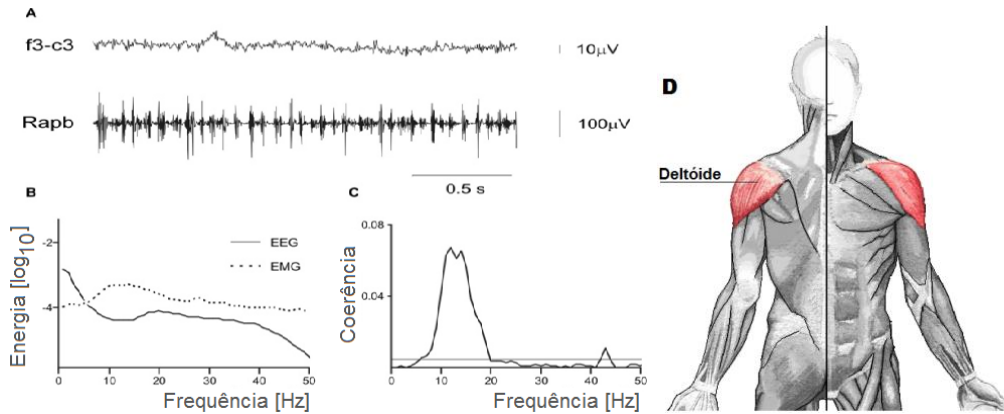 A
f3-c3
10µV
Rapb
100µV
0.5 s
B
Energia [log10]
-2
-4
EEG
EMG
0 10 20 30 40 50
Frequência [Hz]
C
Coerência
0.08
0.04
0 10 20 30 40 50
Frequência [Hz]
D
Deltóide